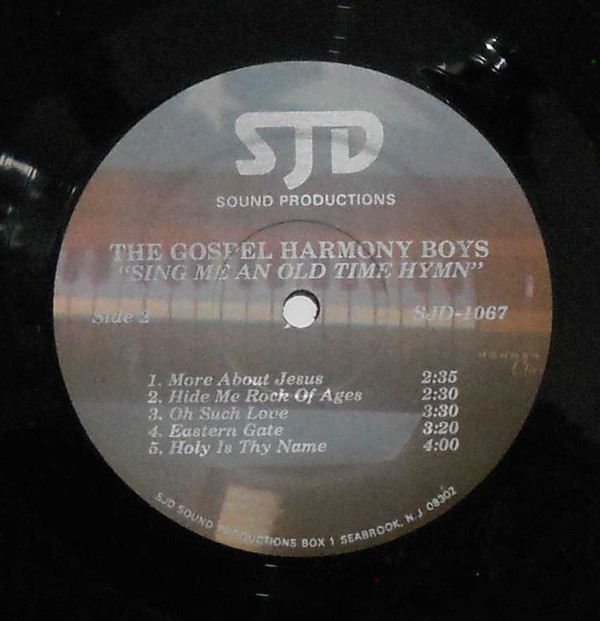 SJD
SOUND PRODUCTIONS
THE GOSPEL HARMONY BOYS
"SING ME AN OLD TIME HYMN"
Side 2 SJD-1067
1. More About Jesus 2:35
2. Hide Me Rock Of Ages 2:30
3. Oh Such Love 3:30
4. Eastern Gate 3:20
5. Holy Is Thy Name 4:00
SJD SOUND PRODUCTIONS BOX 1 SEABROOK, N.J. 08302